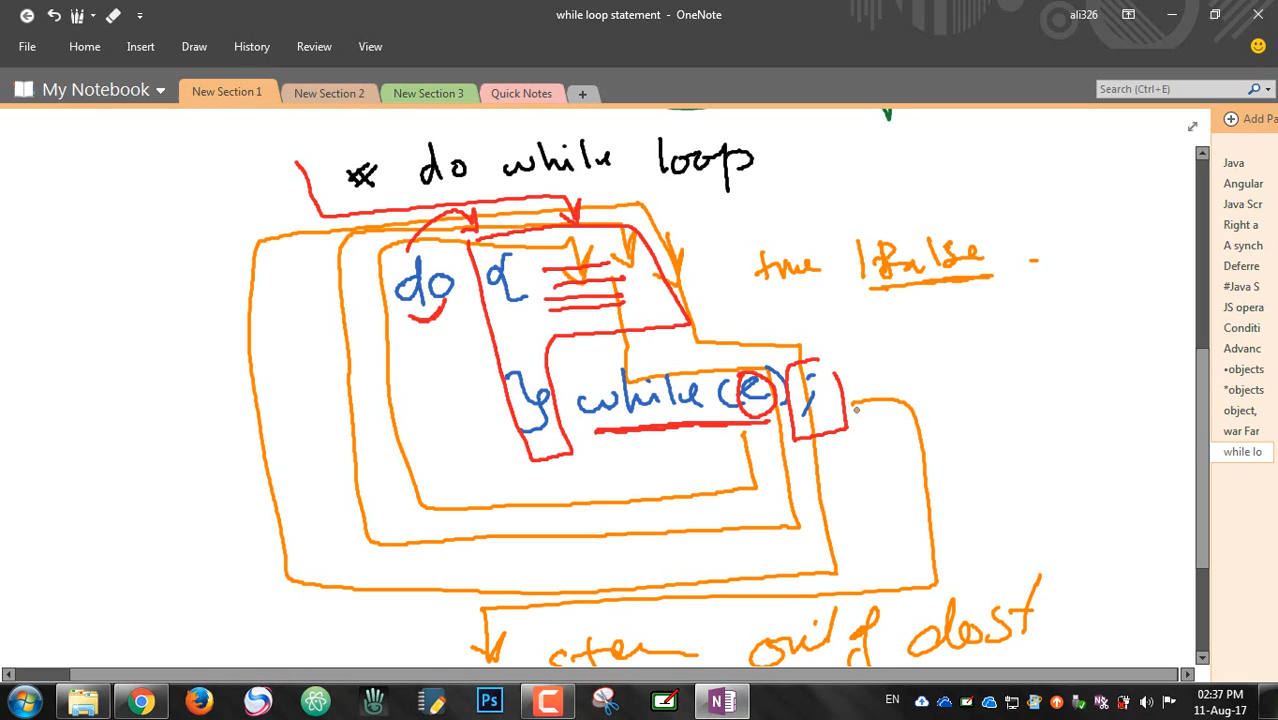 while loop statement - OneNote
ali326
File Home Insert Draw History Review View
My Notebook New Section 1 New Section 2 New Section 3 Quick Notes +
Search (Ctrl+E)
Add Pa
Java
Angular
Java Scr
Right a
A synch
Deferre
#Java S
JS opera
Conditi
Advanc
•objects
*objects
object,
war Far
while lo
** do while loop
do {
true | False -
} while (e) ;
out of
EN
02:37 PM
11-Aug-17